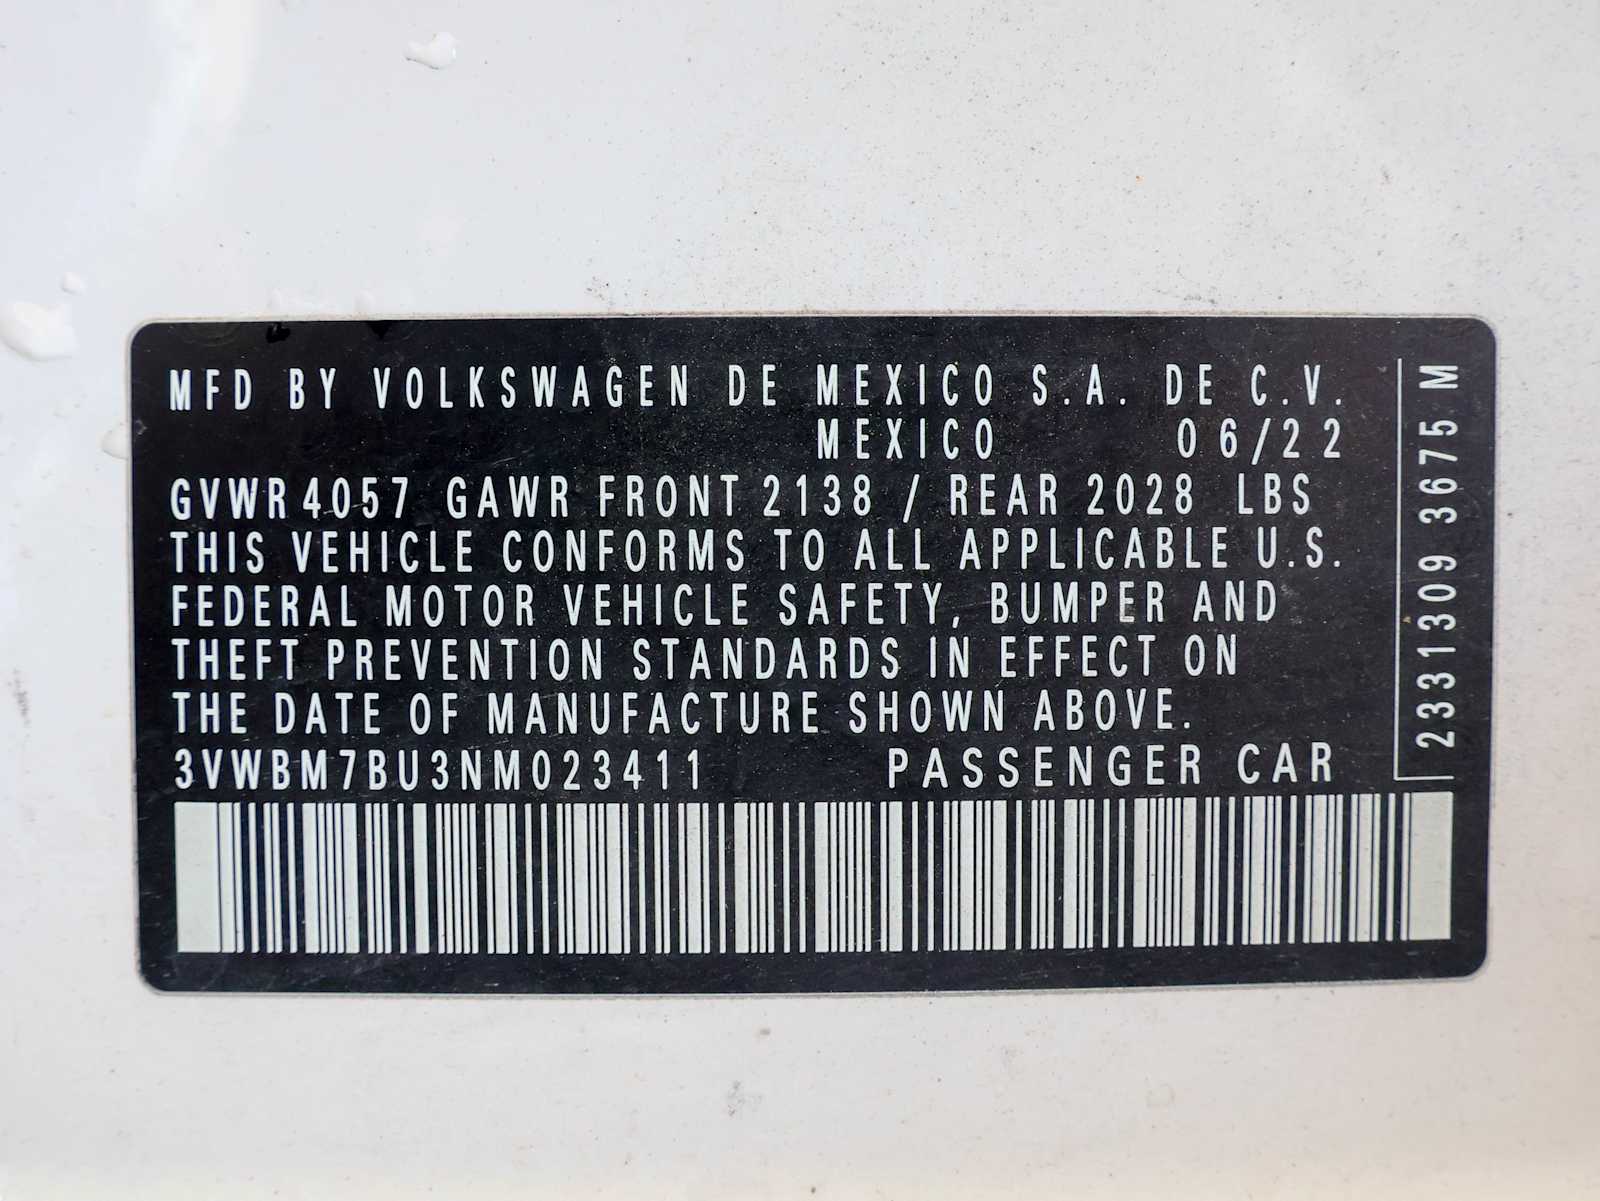 MFD BY VOLKSWAGEN DE MEXICO S.A. DE C.V.
MEXICO 06/22
GVWR 4057 GAWR FRONT 2138 / REAR 2028 LBS
THIS VEHICLE CONFORMS TO ALL APPLICABLE U.S.
FEDERAL MOTOR VEHICLE SAFETY, BUMPER AND
THEFT PREVENTION STANDARDS IN EFFECT ON
THE DATE OF MANUFACTURE SHOWN ABOVE.
3VWBM7BU3NM023411 PASSENGER CAR
2331309 3675 M